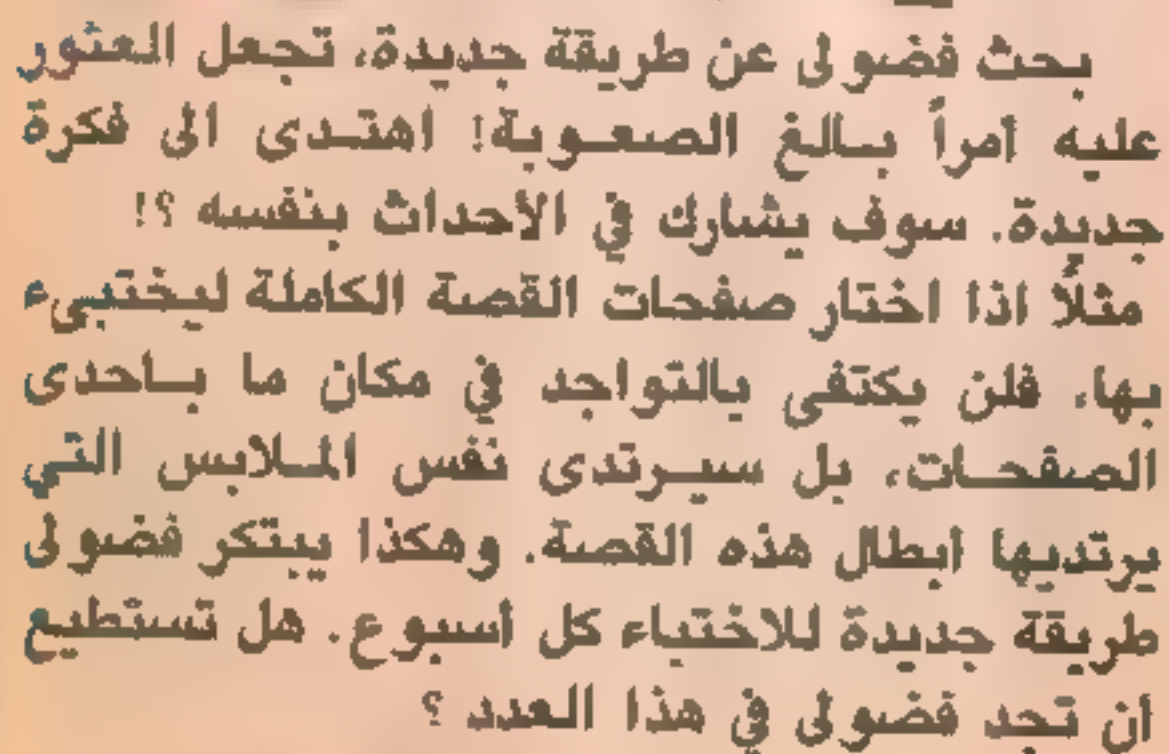 بحث فضولى عن طريقة جديدة، تجعل العثور
عليه أمراً بالغ الصعوبة! اهتدى الى فكرة
جديدة. سوف يشارك في الأحداث بنفسه ؟!
مثلاً اذا اختار صفحات القصة الكاملة ليختبىء
بها، فلن يكتفى بالتواجد في مكان ما باحدى
الصفحات، بل سيرتدى نفس الملابس التي
يرتديها أبطال هذه القصة. وهكذا يبتكر فضولى
طريقة جديدة للاختباء كل أسبوع. هل تستطيع
أن تجد فضولى في هذا العدد ؟